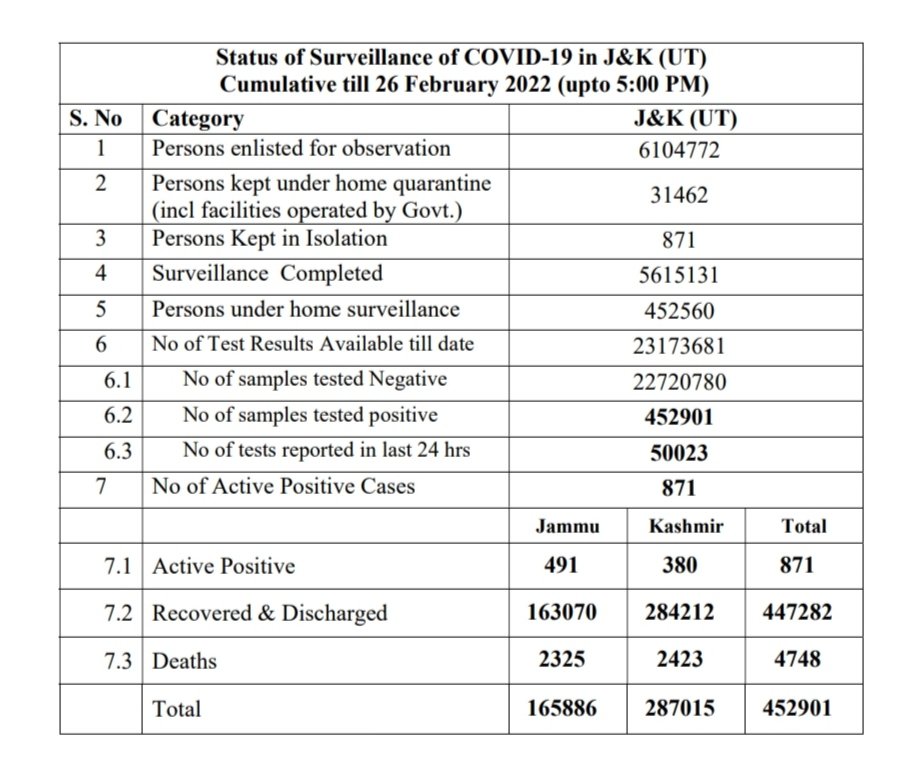 Status of Surveillance of COVID-19 in J&K (UT)
Cumulative till 26 February 2022 (upto 5:00 PM)
S. No Category J&K (UT)
1 Persons enlisted for observation 6104772
2 Persons kept under home quarantine
(incl facilities operated by Govt.) 31462
3 Persons Kept in Isolation 871
4 Surveillance Completed 5615131
5 Persons under home surveillance 452560
6 No of Test Results Available till date 23173681
6.1 No of samples tested Negative 22720780
6.2 No of samples tested positive 452901
6.3 No of tests reported in last 24 hrs 50023
7 No of Active Positive Cases 871
Jammu Kashmir Total
7.1 Active Positive 491 380 871
7.2 Recovered & Discharged 163070 284212 447282
7.3 Deaths 2325 2423 4748
Total 165886 287015 452901